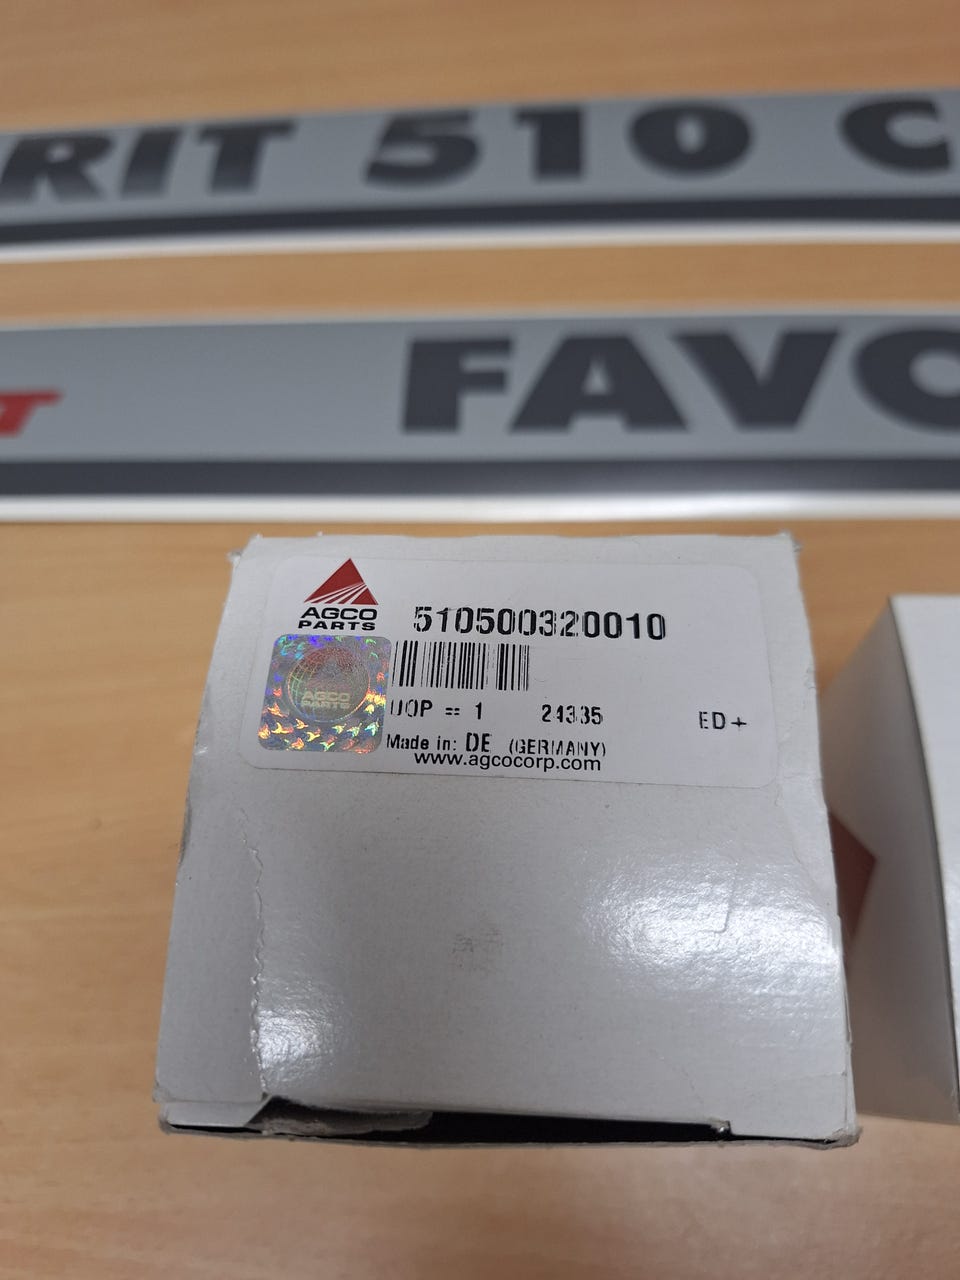 RIT 510 C
T FAVO
AGCO
PARTS
510500320010
AGCO
PARTS
UOP = 1 24335 ED+
Made in: DE (GERMANY)
www.agcocorp.com